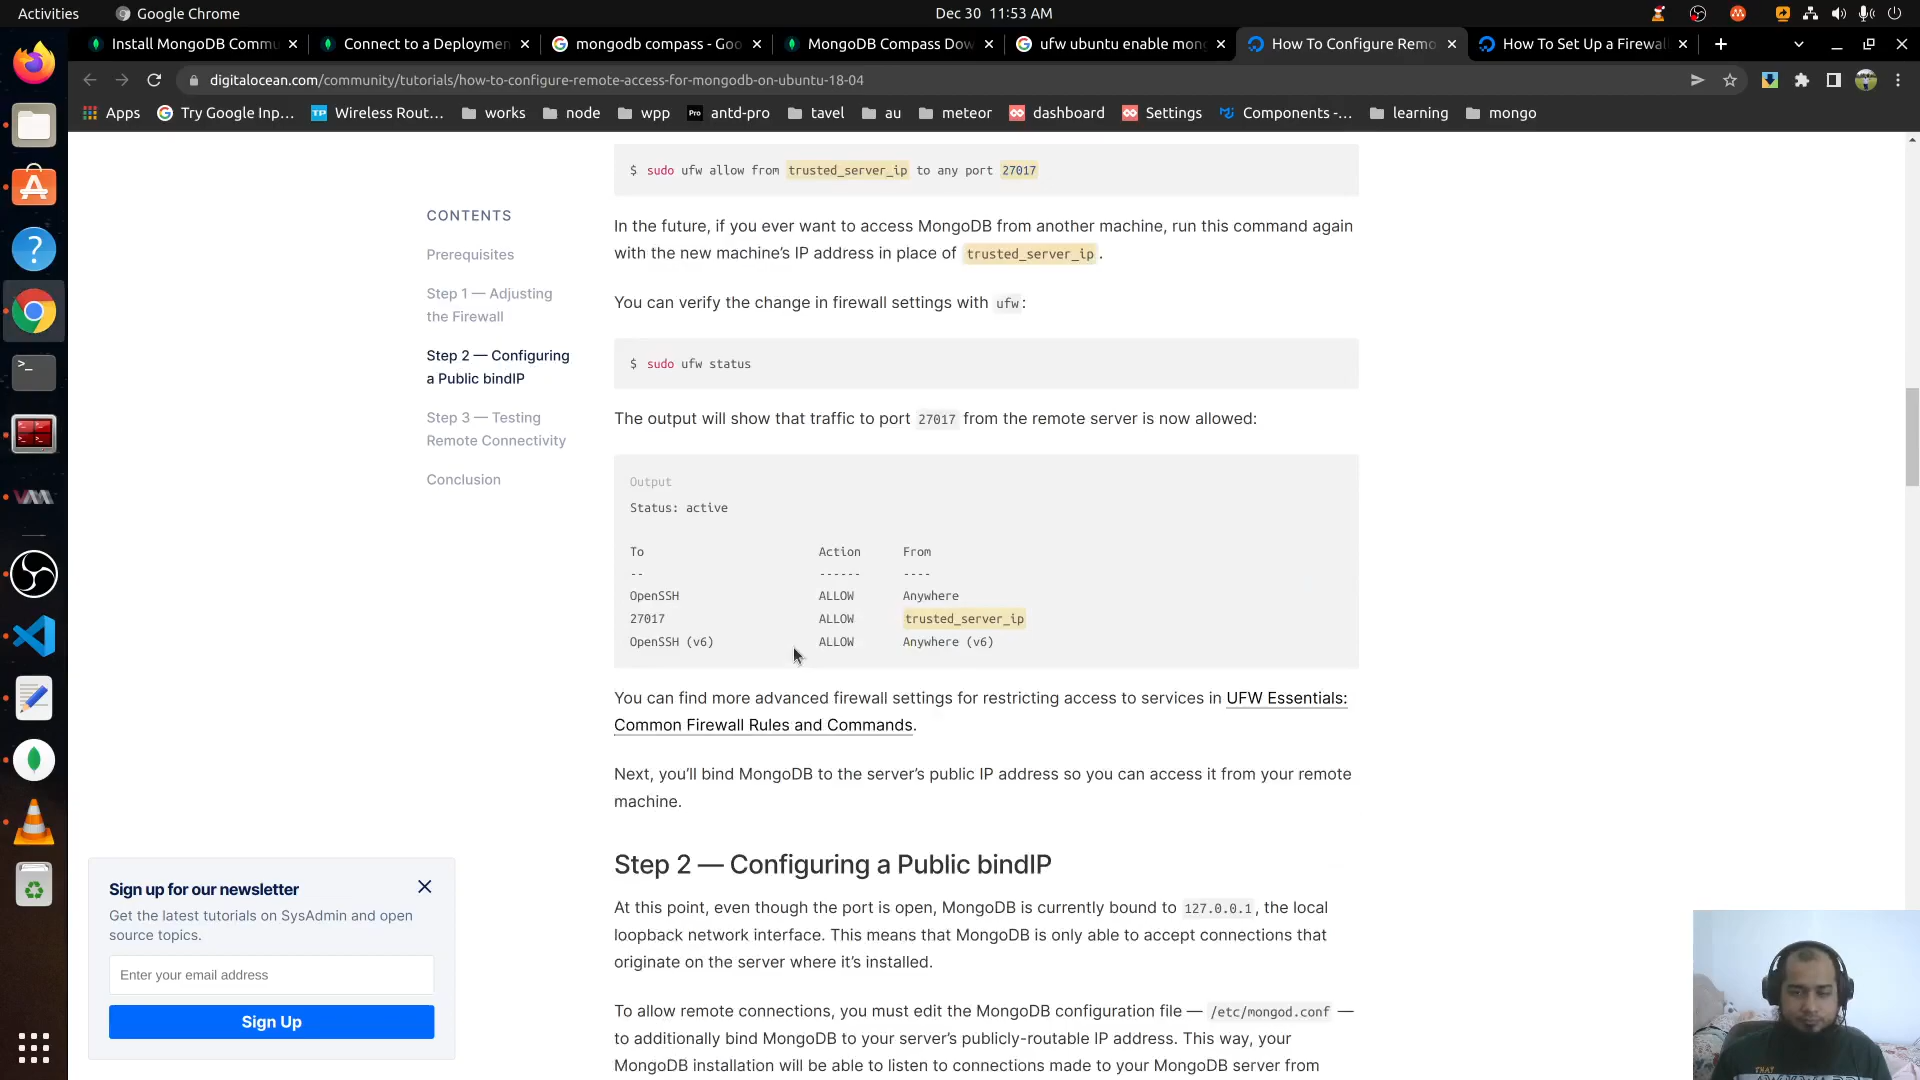 Activities
Google Chrome
Dec 30 11:53 AM
Install MongoDB Commu
Connect to a Deploymen
mongodb compass - Goo
MongoDB Compass Dow
ufw ubuntu enable mon
How To Configure Remo
How To Set Up a Firewal
digitalocean.com/community/tutorials/how-to-configure-remote-access-for-mongodb-on-ubuntu-18-04
Apps
Try Google Inp...
Wireless Rout...
works
node
wpp
antd-pro
tavel
au
meteor
dashboard
Settings
Components -...
learning
mongo
$ sudo ufw allow from trusted_server_ip to any port 27017
In the future, if you ever want to access MongoDB from another machine, run this command again
with the new machine's IP address in place of trusted_server_ip.
You can verify the change in firewall settings with ufw:
$ sudo ufw status
The output will show that traffic to port 27017 from the remote server is now allowed:
Output
Status: active
To Action From
-- ------ ----
OpenSSH ALLOW Anywhere
27017 ALLOW trusted_server_ip
OpenSSH (v6) ALLOW Anywhere (v6)
You can find more advanced firewall settings for restricting access to services in UFW Essentials:
Common Firewall Rules and Commands.
Next, you'll bind MongoDB to the server's public IP address so you can access it from your remote
machine.
Step 2 — Configuring a Public bindIP
At this point, even though the port is open, MongoDB is currently bound to 127.0.0.1, the local
loopback network interface. This means that MongoDB is only able to accept connections that
originate on the server where it's installed.
To allow remote connections, you must edit the MongoDB configuration file — /etc/mongod.conf —
to additionally bind MongoDB to your server's publicly-routable IP address. This way, your
MongoDB installation will be able to listen to connections made to your MongoDB server from
CONTENTS
Prerequisites
Step 1 — Adjusting
the Firewall
Step 2 — Configuring
a Public bindIP
Step 3 — Testing
Remote Connectivity
Conclusion
Sign up for our newsletter
Get the latest tutorials on SysAdmin and open
source topics.
Enter your email address
Sign Up
THAT